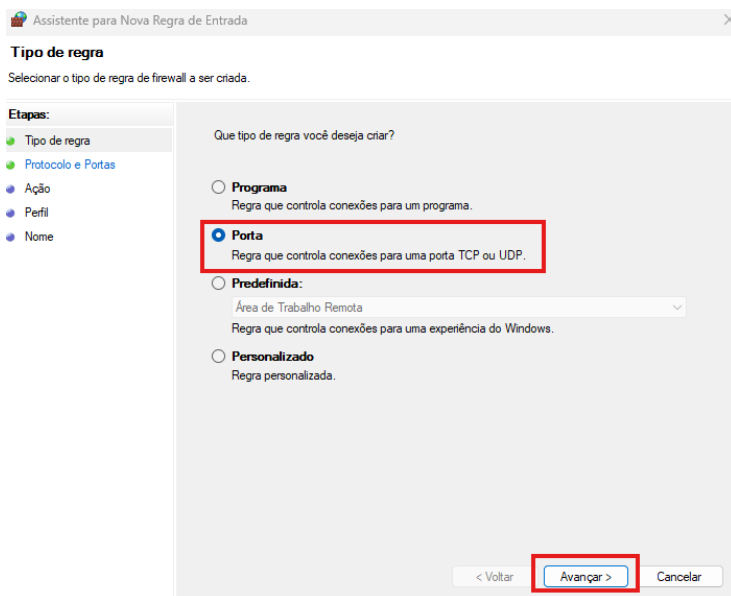 Assistente para Nova Regra de Entrada
Tipo de regra
Selecionar o tipo de regra de firewall a ser criada.
Etapas:
Tipo de regra
Protocolo e Portas
Ação
Perfil
Nome
Que tipo de regra você deseja criar?
Programa
Regra que controla conexões para um programa.
Porta
Regra que controla conexões para uma porta TCP ou UDP.
Predefinida:
Área de Trabalho Remota
Regra que controla conexões para uma experiência do Windows.
Personalizado
Regra personalizada.
< Voltar
Avançar >
Cancelar